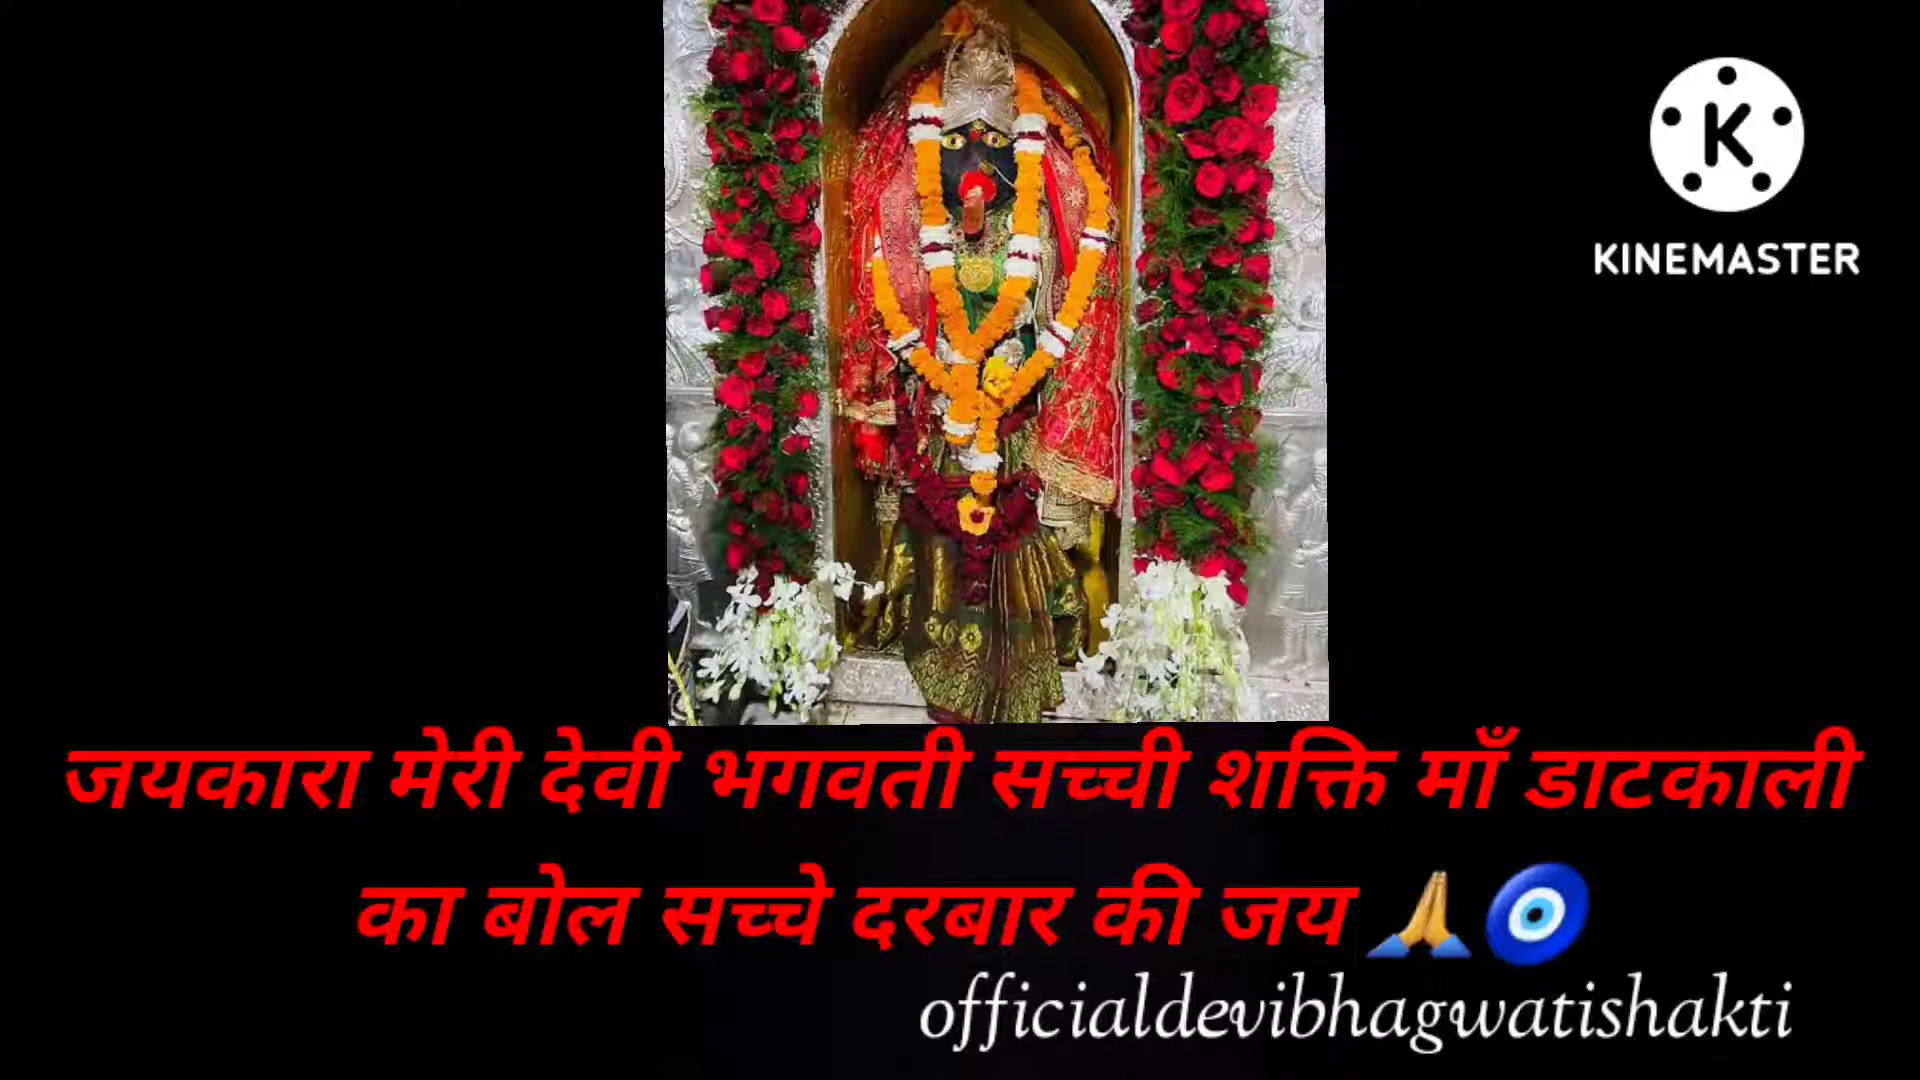 K
KINEMASTER
जयकारा मेरी देवी भगवती सच्ची शक्ति माँ डाटकाली
का बोल सच्चे दरबार की जय 🙏🧿
officialdevibhagwatishakti